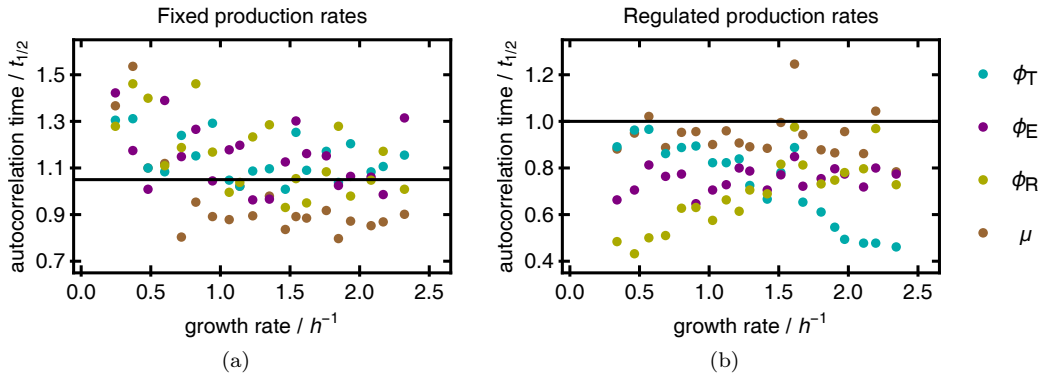 Fixed production rates
autocorrelation time / t1/2
1.5
1.3
1.1
0.9
0.7
0.0 0.5 1.0 1.5 2.0 2.5
growth rate / h−1
(a)
Regulated production rates
autocorrelation time / t1/2
1.2
1.0
0.8
0.6
0.4
0.0 0.5 1.0 1.5 2.0 2.5
growth rate / h−1
(b)
ϕT
ϕE
ϕR
μ